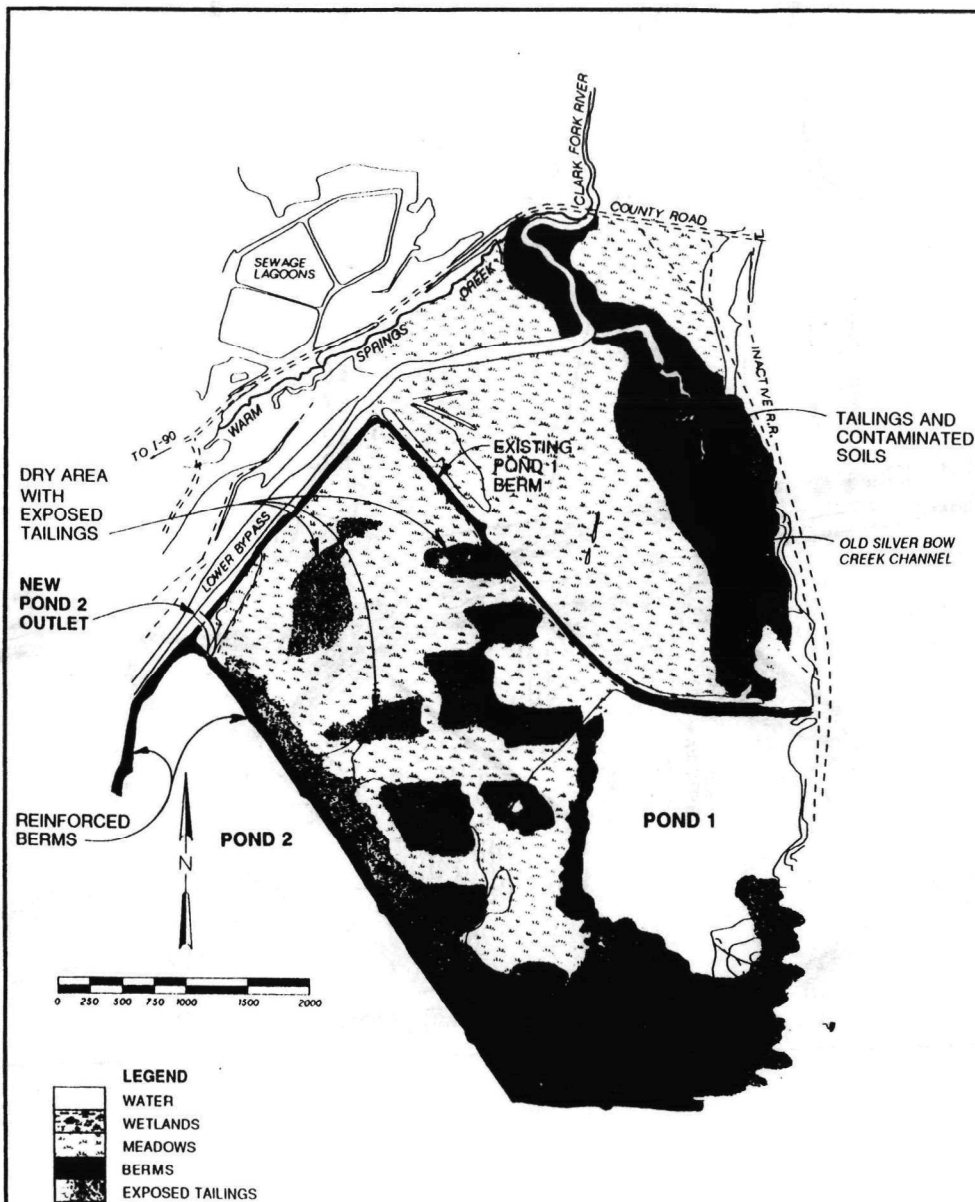 CLARK FORK RIVER
COUNTY ROAD
SEWAGE
LAGOONS
WARM SPRINGS CREEK
TO I-90
INACTIVE R.R.
TAILINGS AND
CONTAMINATED
SOILS
EXISTING
POND 1
BERM
DRY AREA
WITH
EXPOSED
TAILINGS
LOWER BYPASS
OLD SILVER BOW
CREEK CHANNEL
NEW
POND 2
OUTLET
REINFORCED
BERMS
POND 2
POND 1
N
0 250 500 750 1000 1500 2000
LEGEND
WATER
WETLANDS
MEADOWS
BERMS
EXPOSED TAILINGS